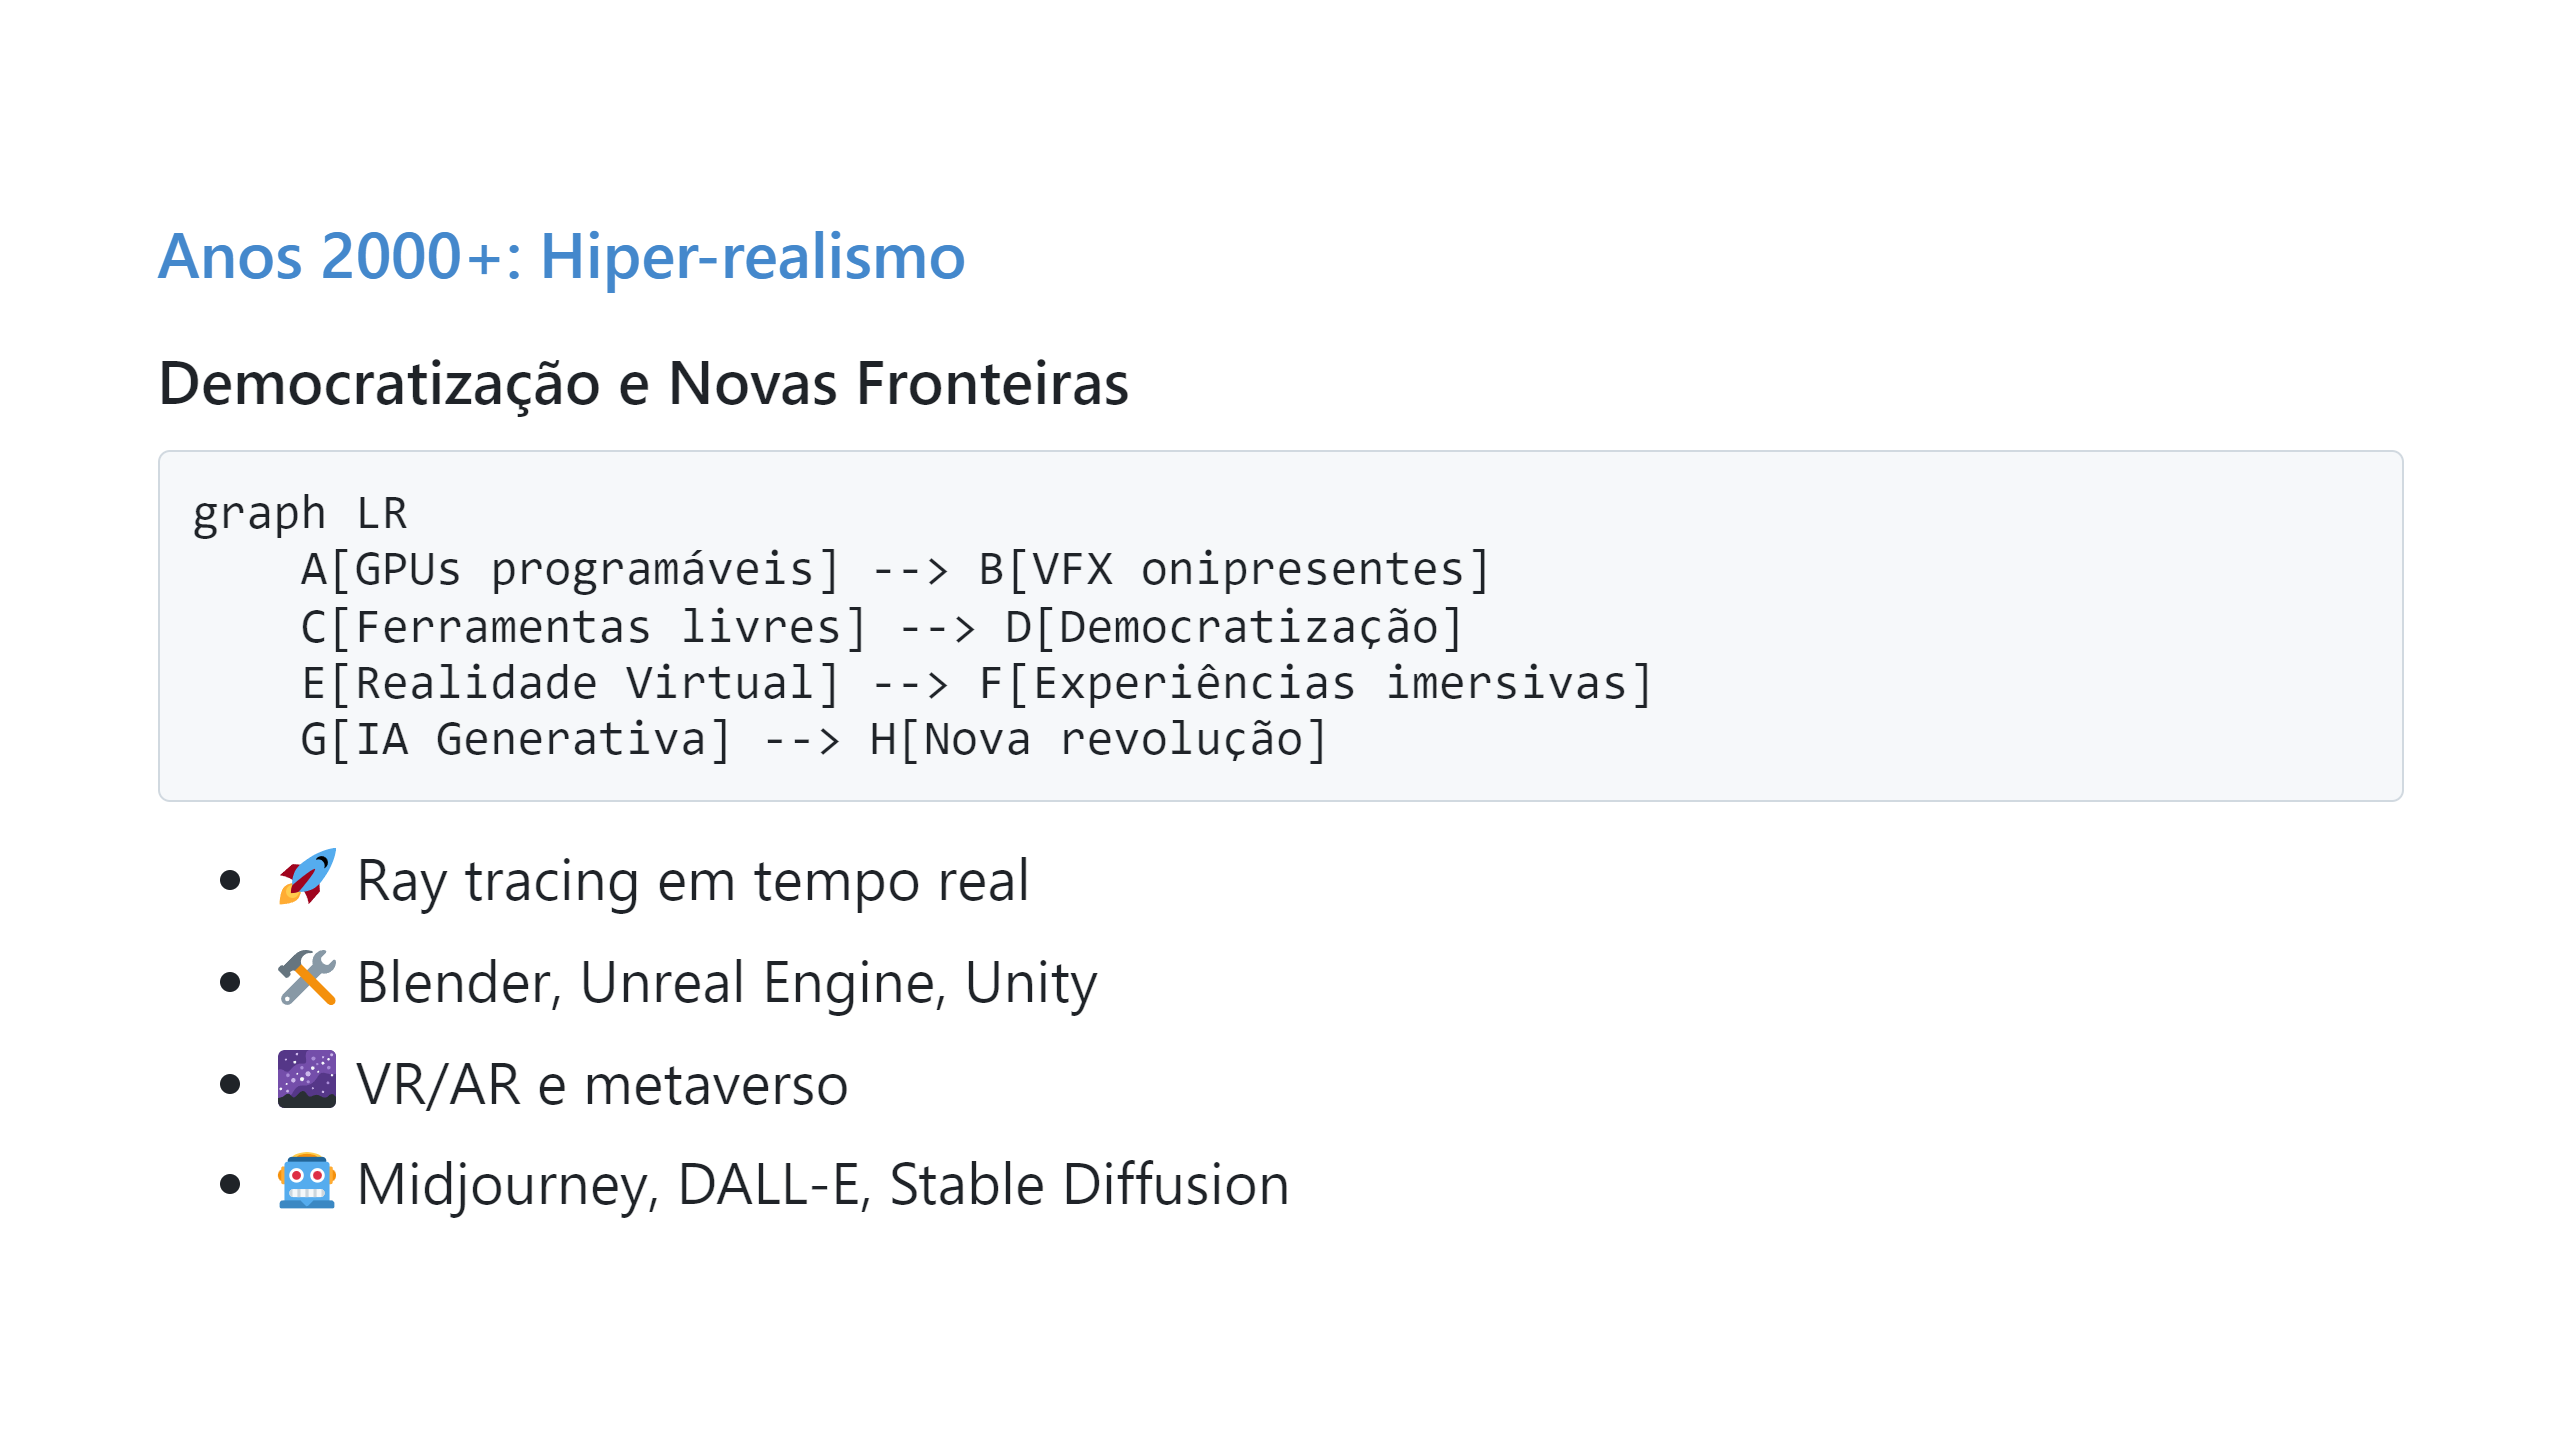 Anos 2000+: Hiper-realismo
Democratização e Novas Fronteiras
graph LR
    A[GPUs programáveis] --> B[VFX onipresentes]
    C[Ferramentas livres] --> D[Democratização]
    E[Realidade Virtual] --> F[Experiências imersivas]
    G[IA Generativa] --> H[Nova revolução]
• 🚀 Ray tracing em tempo real
• 🛠️ Blender, Unreal Engine, Unity
• 🌌 VR/AR e metaverso
• 🤖 Midjourney, DALL-E, Stable Diffusion